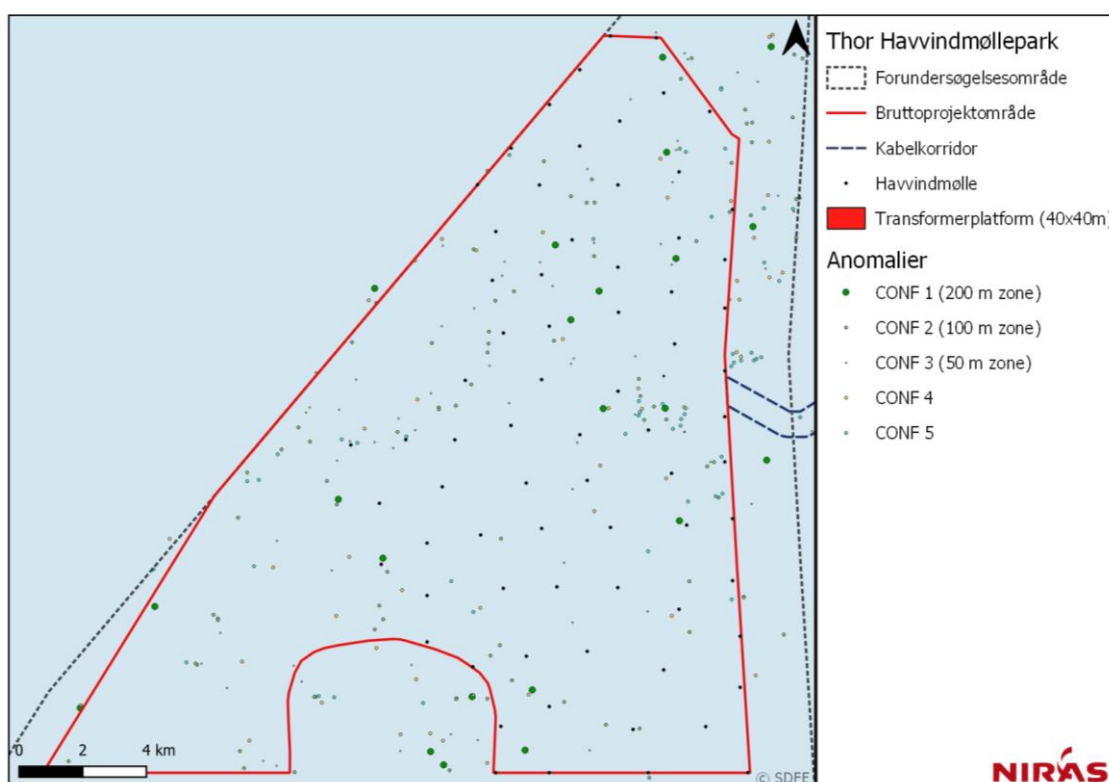 Thor Havvindmøllepark
Forundersøgelsesområde
Bruttoprojektområde
Kabelkorridor
Havvindmølle
Transformerplatform (40x40m)
Anomalier
CONF 1 (200 m zone)
CONF 2 (100 m zone)
CONF 3 (50 m zone)
CONF 4
CONF 5
0 2 4 km
© SDFE
NIRAS